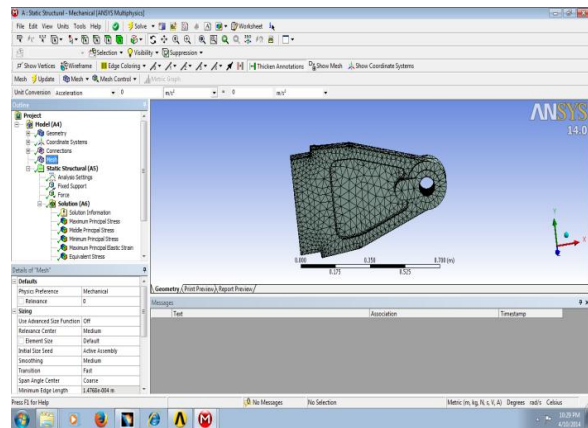 A : Static Structural - Mechanical [ANSYS Multiphysics]
File Edit View Units Tools Help Solve Worksheet
Selection Visibility Suppression
Show Vertices Wireframe Edge Coloring Thicken Annotations Show Mesh Show Coordinate Systems
Mesh Update Mesh Mesh Control Metric Graph
Unit Conversion Acceleration 0 m/s² = 0 m/s²
Outline
Project
Model (A4)
Geometry
Coordinate Systems
Connections
Mesh
Static Structural (A5)
Analysis Settings
Fixed Support
Force
Solution (A6)
Solution Information
Maximum Principal Stress
Middle Principal Stress
Minimum Principal Stress
Maximum Principal Elastic Strain
Equivalent Stress
ANSYS
14.0
0.000 0.350 0.700 (m)
0.175 0.525
Y
X
Details of "Mesh"
Defaults
Physics Preference Mechanical
Relevance 0
Sizing
Use Advanced Size Function Off
Relevance Center Medium
Element Size Default
Initial Size Seed Active Assembly
Smoothing Medium
Transition Fast
Span Angle Center Coarse
Minimum Edge Length
Geometry Print Preview Report Preview
Messages
Text Association Timestamp
Press F1 for Help No Messages No Selection Metric (m, kg, N, s, V, A) Degrees rad/s Celsius
10:29 PM
4/10/2014